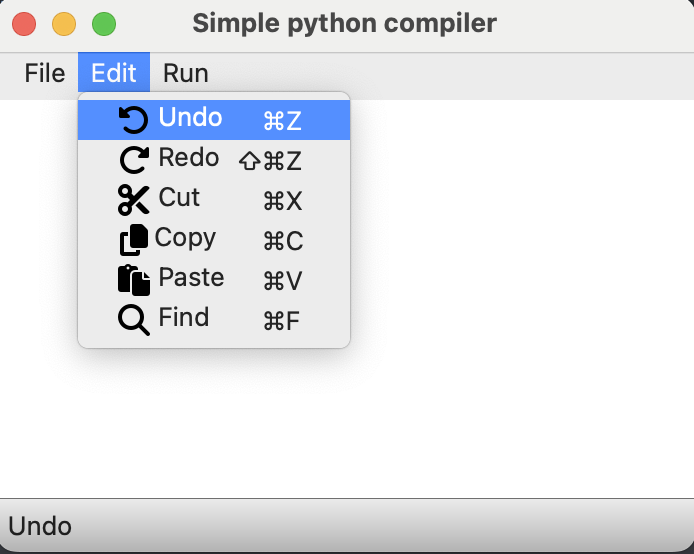 Simple python compiler
File Edit Run
Undo ⌘Z
Redo ⇧⌘Z
Cut ⌘X
Copy ⌘C
Paste ⌘V
Find ⌘F
Undo